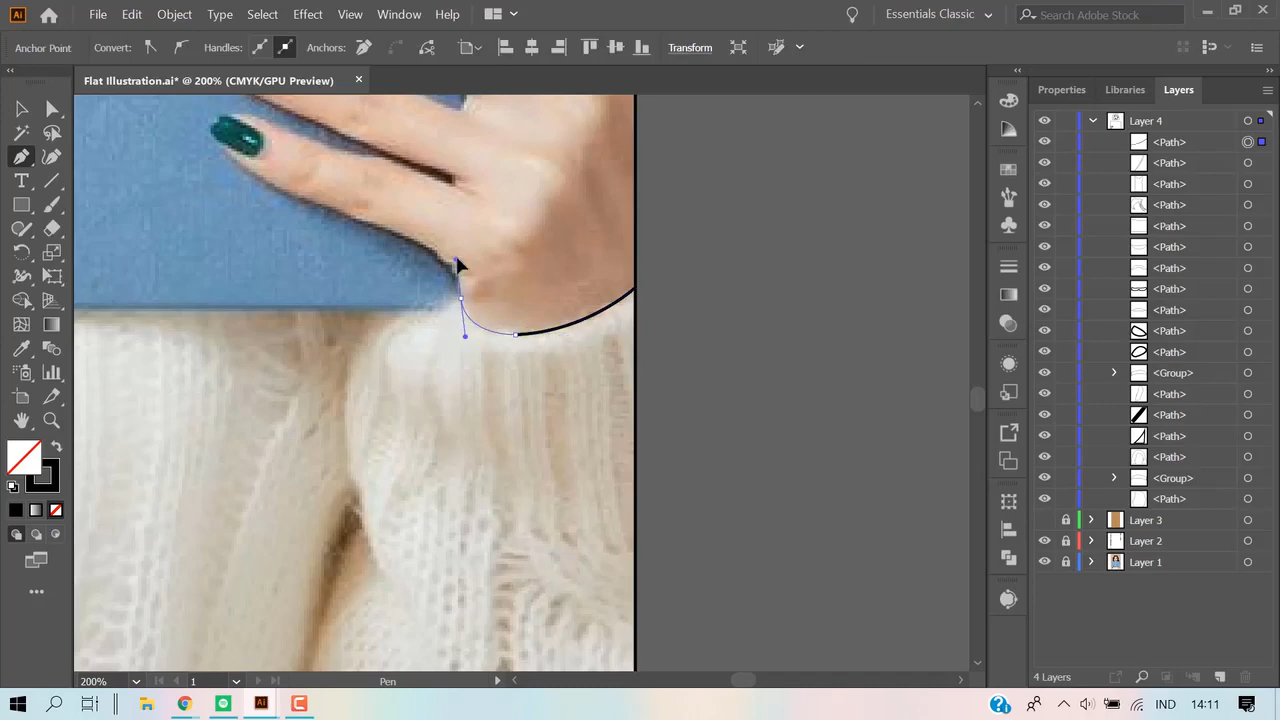 Ai File Edit Object Type Select Effect View Window Help Essentials Classic Search Adobe Stock
Anchor Point Convert: Handles: Anchors: Transform
Flat Illustration.ai* @ 200% (CMYK/GPU Preview)
Properties Libraries Layers
Layer 4
<Path>
<Path>
<Path>
<Path>
<Path>
<Path>
<Path>
<Path>
<Path>
<Path>
<Path>
<Group>
<Path>
<Path>
<Path>
<Path>
<Group>
<Path>
Layer 3
Layer 2
Layer 1
200% 1 Pen
4 Layers
Ai IND 14:11